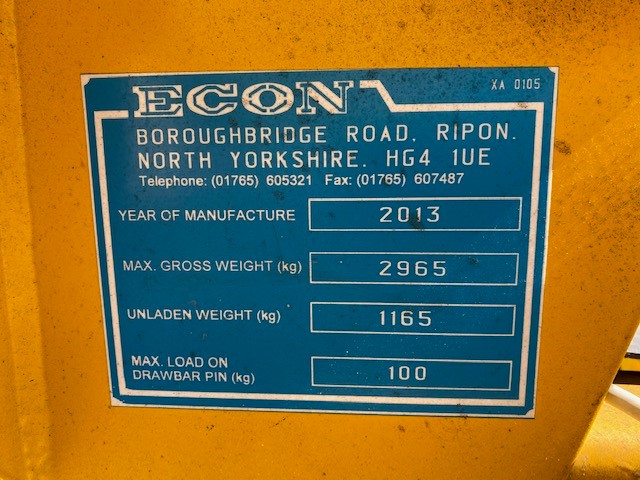 ECON
XA 0105
BOROUGHBRIDGE ROAD. RIPON.
NORTH YORKSHIRE. HG4 1UE
Telephone: (01765) 605321 Fax: (01765) 607487
YEAR OF MANUFACTURE 2013
MAX. GROSS WEIGHT (kg) 2965
UNLADEN WEIGHT (kg) 1165
MAX. LOAD ON
DRAWBAR PIN (kg) 100